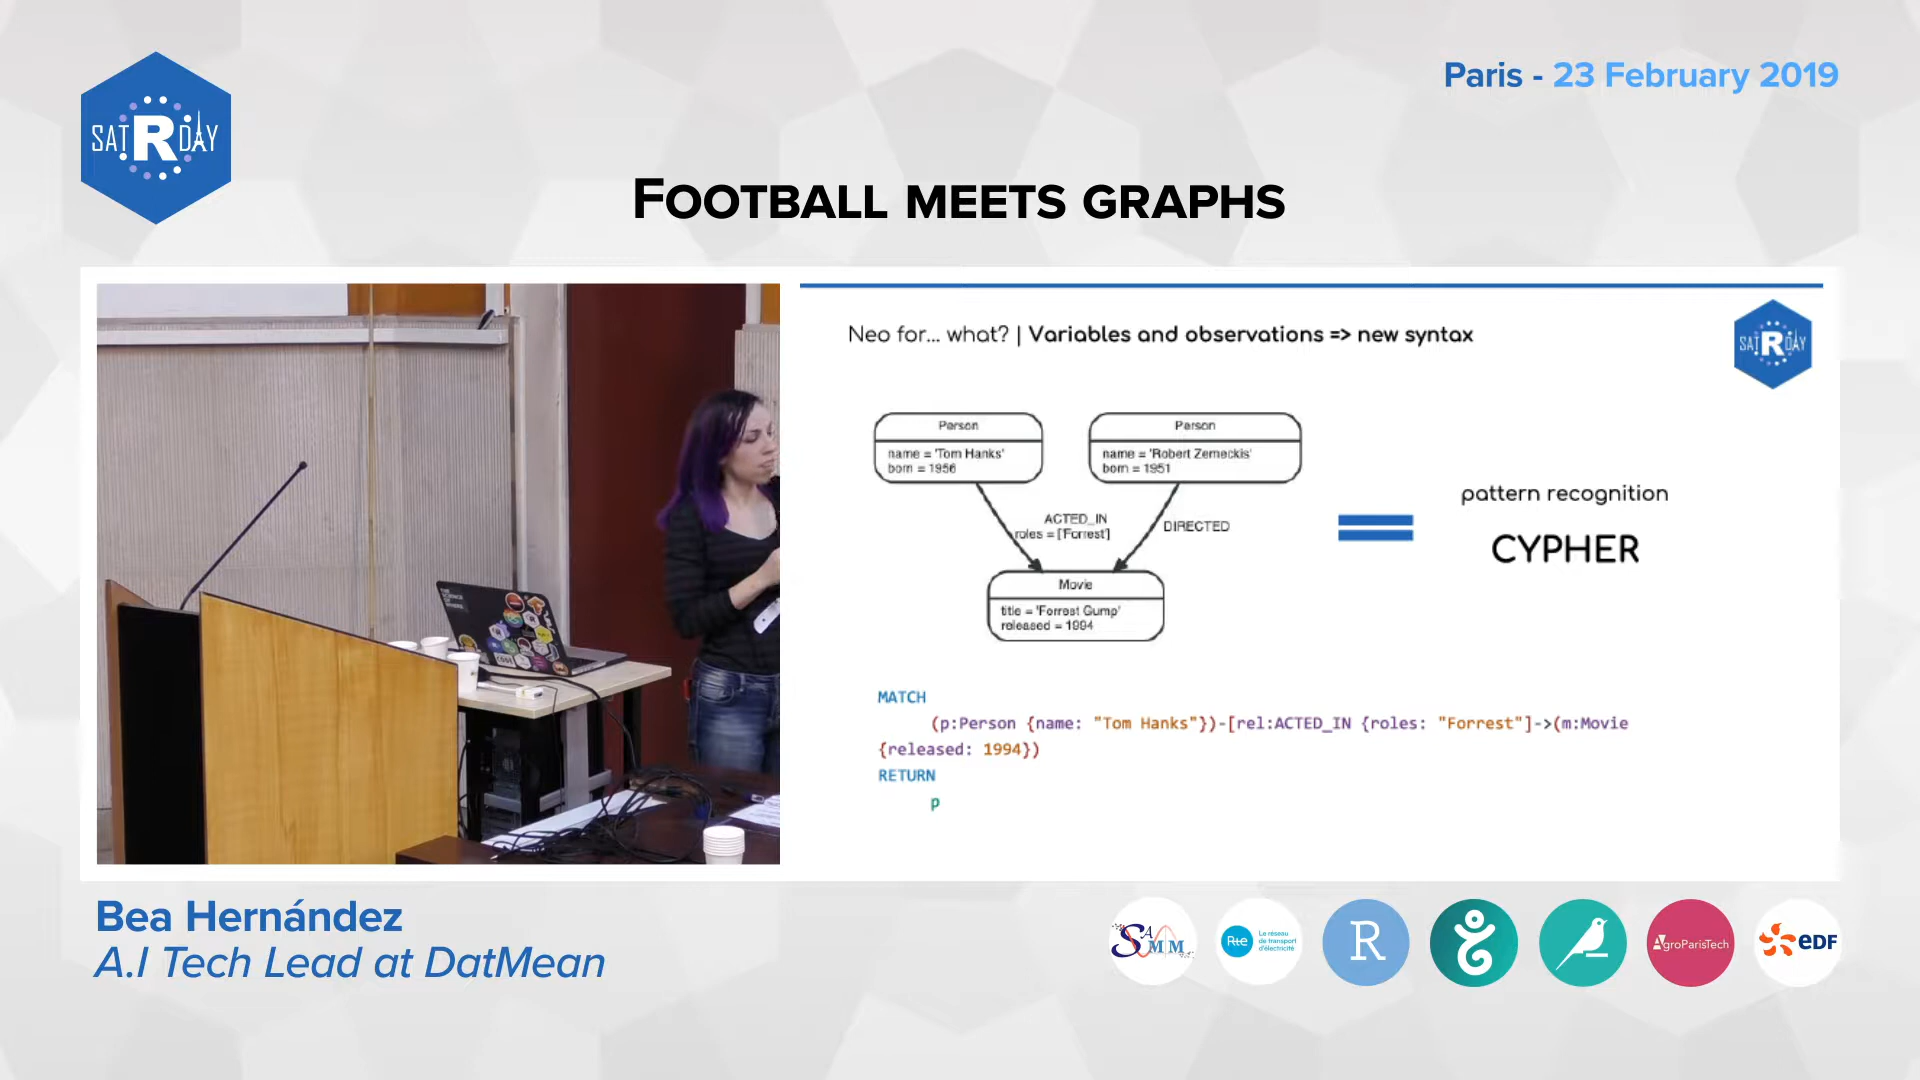 SATRDAY
Paris - 23 February 2019
FOOTBALL MEETS GRAPHS
Neo for... what? | Variables and observations => new syntax
SATRDAY
Person
name = 'Tom Hanks'
born = 1956
Person
name = 'Robert Zemeckis'
born = 1951
ACTED_IN
roles = ['Forrest']
DIRECTED
Movie
title = 'Forrest Gump'
released = 1994
pattern recognition
CYPHER
MATCH
(p:Person {name: "Tom Hanks"})-[rel:ACTED_IN {roles: "Forrest"]->(m:Movie
{released: 1994})
RETURN
p
Bea Hernández
A.I Tech Lead at DatMean
SAMM
Rte
Le réseau
de transport
d'électricité
R
AgroParisTech
eDF